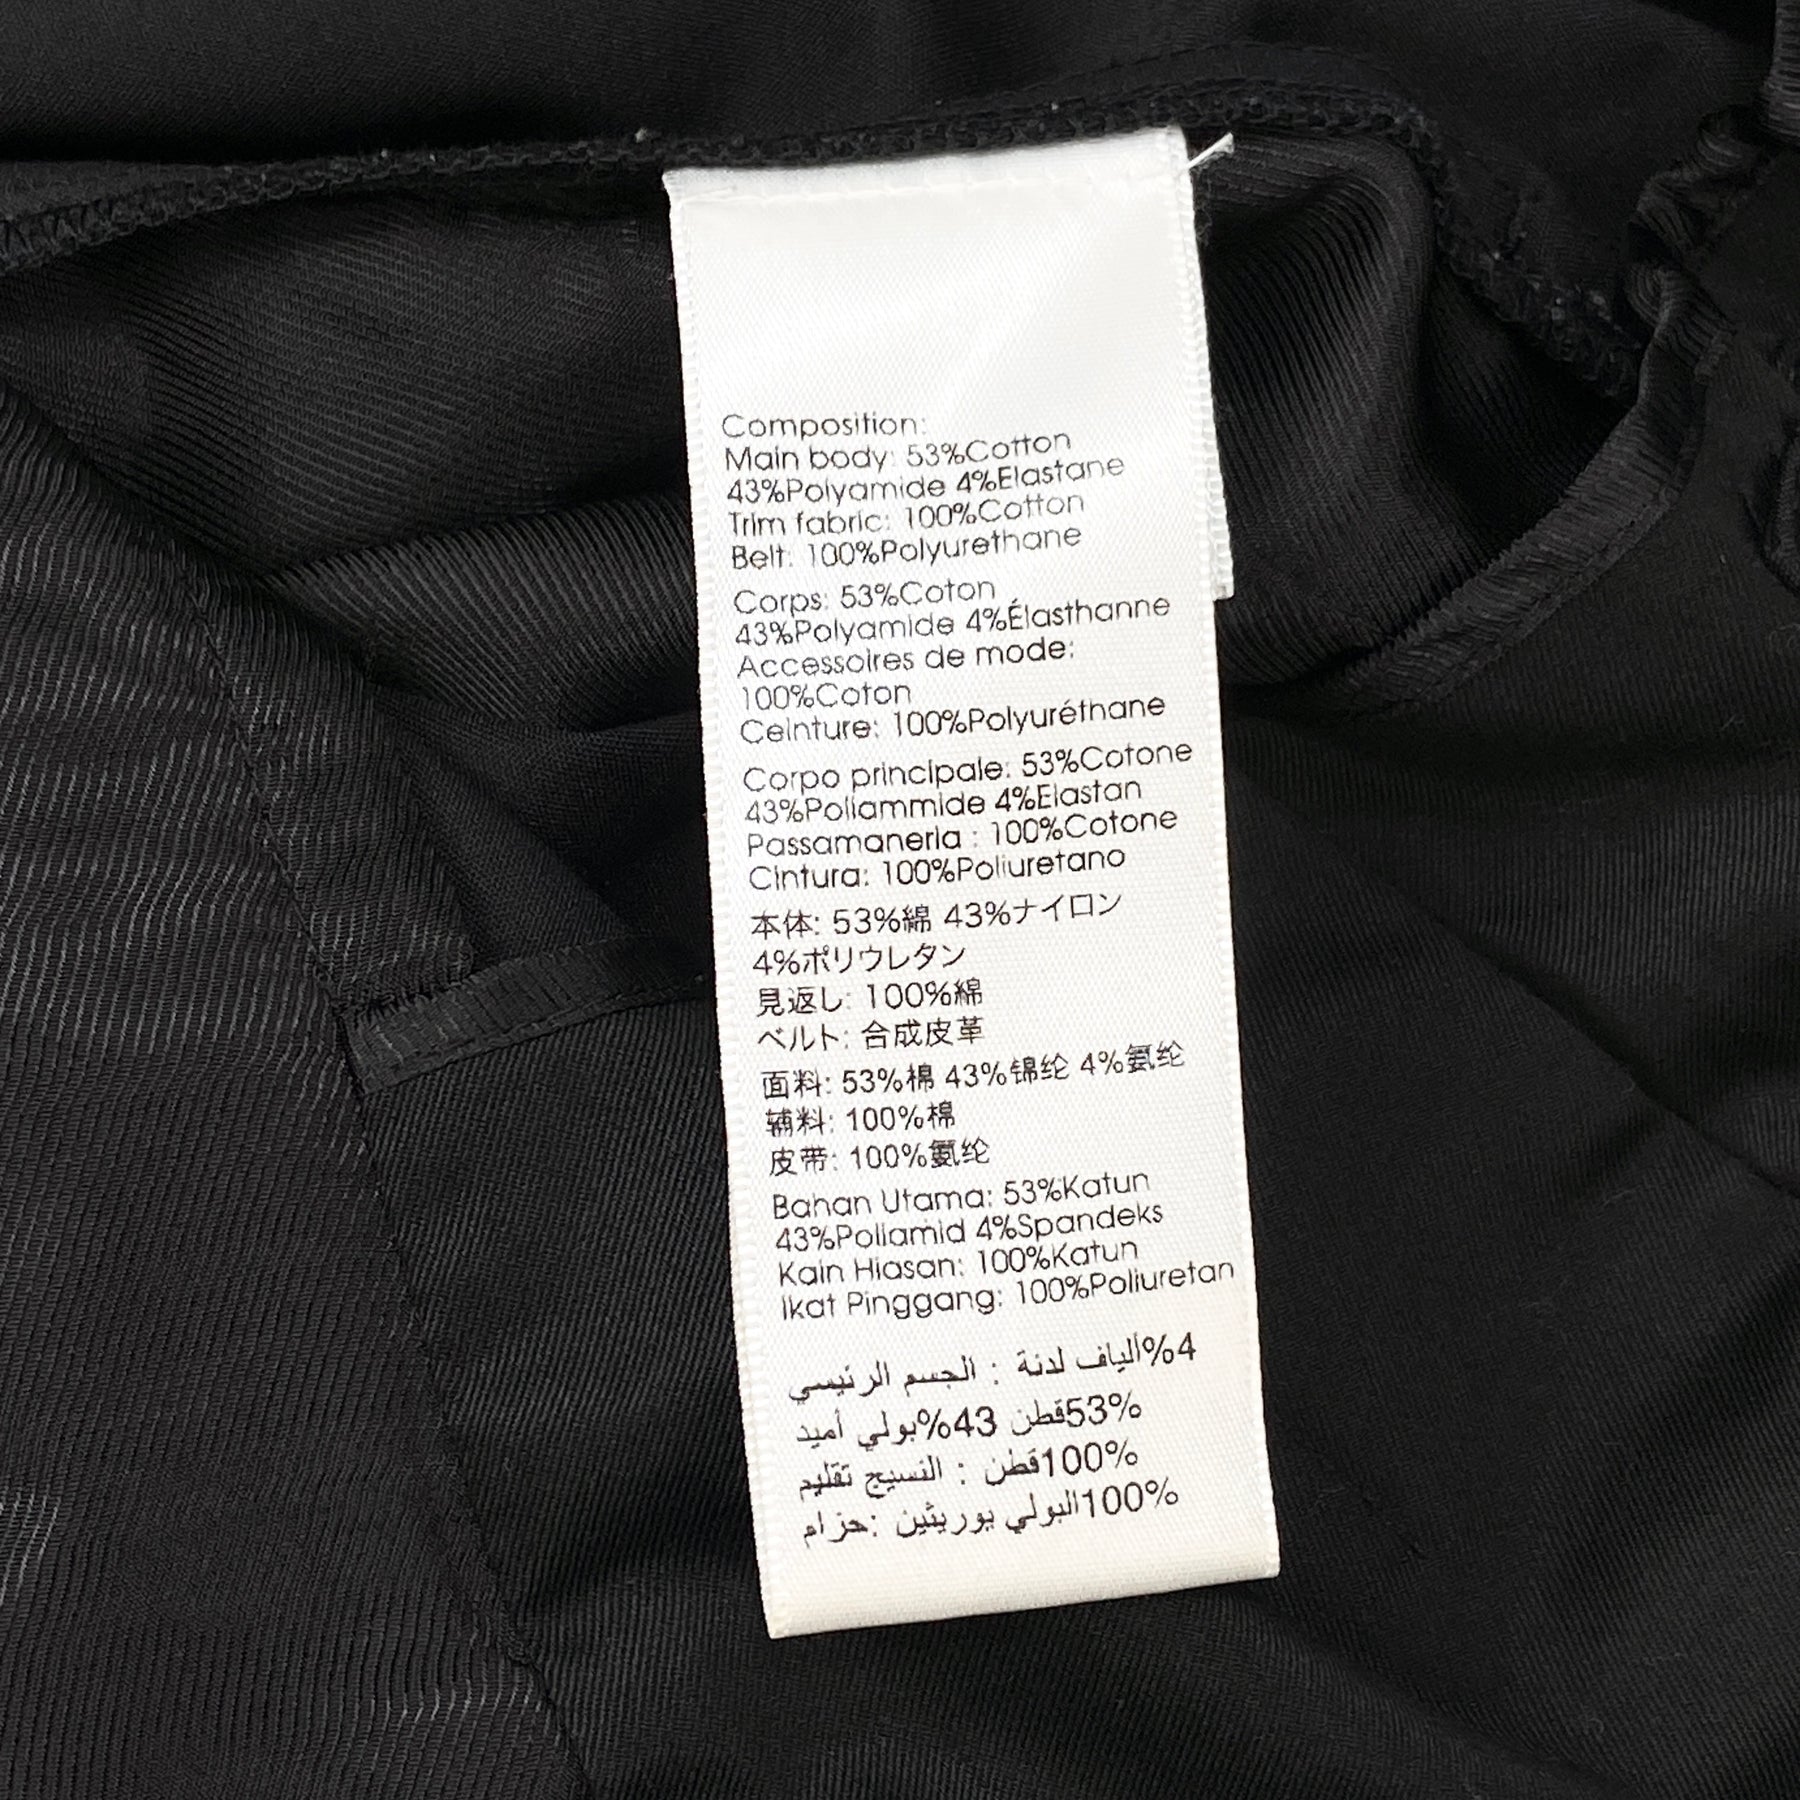 Composition:
Main body: 53%Cotton
43%Polyamide 4%Elastane
Trim fabric: 100%Cotton
Belt: 100%Polyurethane
Corps: 53%Coton
43%Polyamide 4%Élasthanne
Accessoires de mode:
100%Coton
Ceinture: 100%Polyuréthane
Corpo principale: 53%Cotone
43%Poliammide 4%Elastan
Passamaneria : 100%Cotone
Cintura: 100%Poliuretano
本体: 53%綿 43%ナイロン
4%ポリウレタン
見返し: 100%綿
ベルト: 合成皮革
面料: 53%棉 43%锦纶 4%氨纶
辅料: 100%棉
皮带: 100%氨纶
Bahan Utama: 53%Katun
43%Poliamid 4%Spandeks
Kain Hiasan: 100%Katun
Ikat Pinggang: 100%Poliuretan
4%ألياف لدنة : الجسم الرئيسي
53%قطن 43%بولي أميد
100%قطن : النسيج تقليم
100%البولي يوريثين :حزام